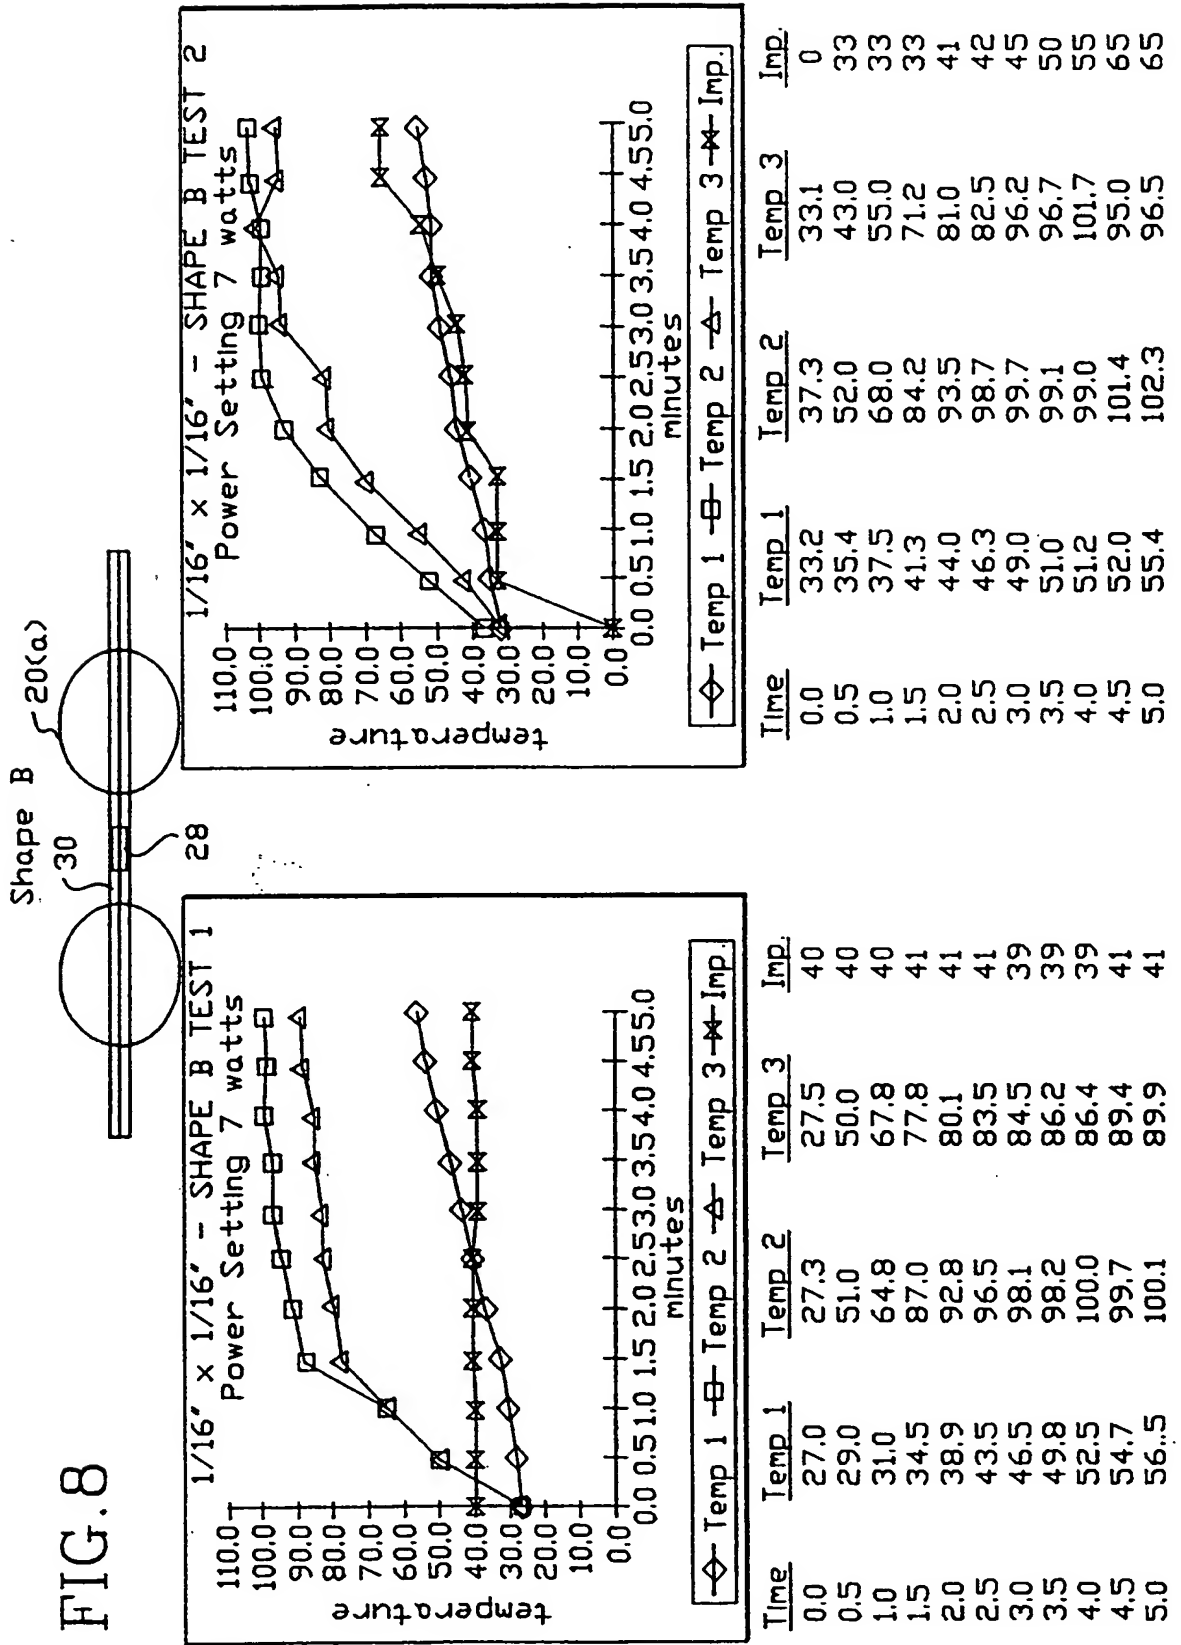 FIG.8
Shape B
30
28
20(a)
1/16" x 1/16" - SHAPE B TEST 1
Power Setting 7 watts
temperature
110.0
100.0
90.0
80.0
70.0
60.0
50.0
40.0
30.0
20.0
0.0
0.0 0.5 1.0 1.5 2.0 2.5 3.0 3.5 4.0 4.5 5.0
minutes
Temp 1 Temp 2 Temp 3 Imp.
Time Temp 1 Temp 2 Temp 3 Imp.
0.0 27.0 27.3 27.5 40
0.5 29.0 51.0 50.0 40
1.0 31.0 64.8 67.8 40
1.5 34.5 87.0 77.8 41
2.0 38.9 92.8 80.1 41
2.5 43.5 96.5 83.5 41
3.0 46.5 98.1 84.5 39
3.5 49.8 98.2 86.2 39
4.0 52.5 100.0 86.4 39
4.5 54.7 99.7 89.4 41
5.0 56.5 100.1 89.9 41
1/16" x 1/16" - SHAPE B TEST 2
Power Setting 7 watts
temperature
110.0
100.0
90.0
80.0
70.0
60.0
50.0
40.0
30.0
20.0
0.0
0.0 0.5 1.0 1.5 2.0 2.5 3.0 3.5 4.0 4.5 5.0
minutes
Temp 1 Temp 2 Temp 3 Imp.
Time Temp 1 Temp 2 Temp 3 Imp.
0.0 33.2 37.3 33.1 0
0.5 35.4 52.0 43.0 33
1.0 37.5 68.0 55.0 33
1.5 41.3 84.2 71.2 33
2.0 44.0 93.5 81.0 41
2.5 46.3 98.7 82.5 42
3.0 49.0 99.7 96.2 45
3.5 51.0 99.1 96.7 50
4.0 51.2 99.0 101.7 55
4.5 52.0 101.4 95.0 65
5.0 55.4 102.3 96.5 65